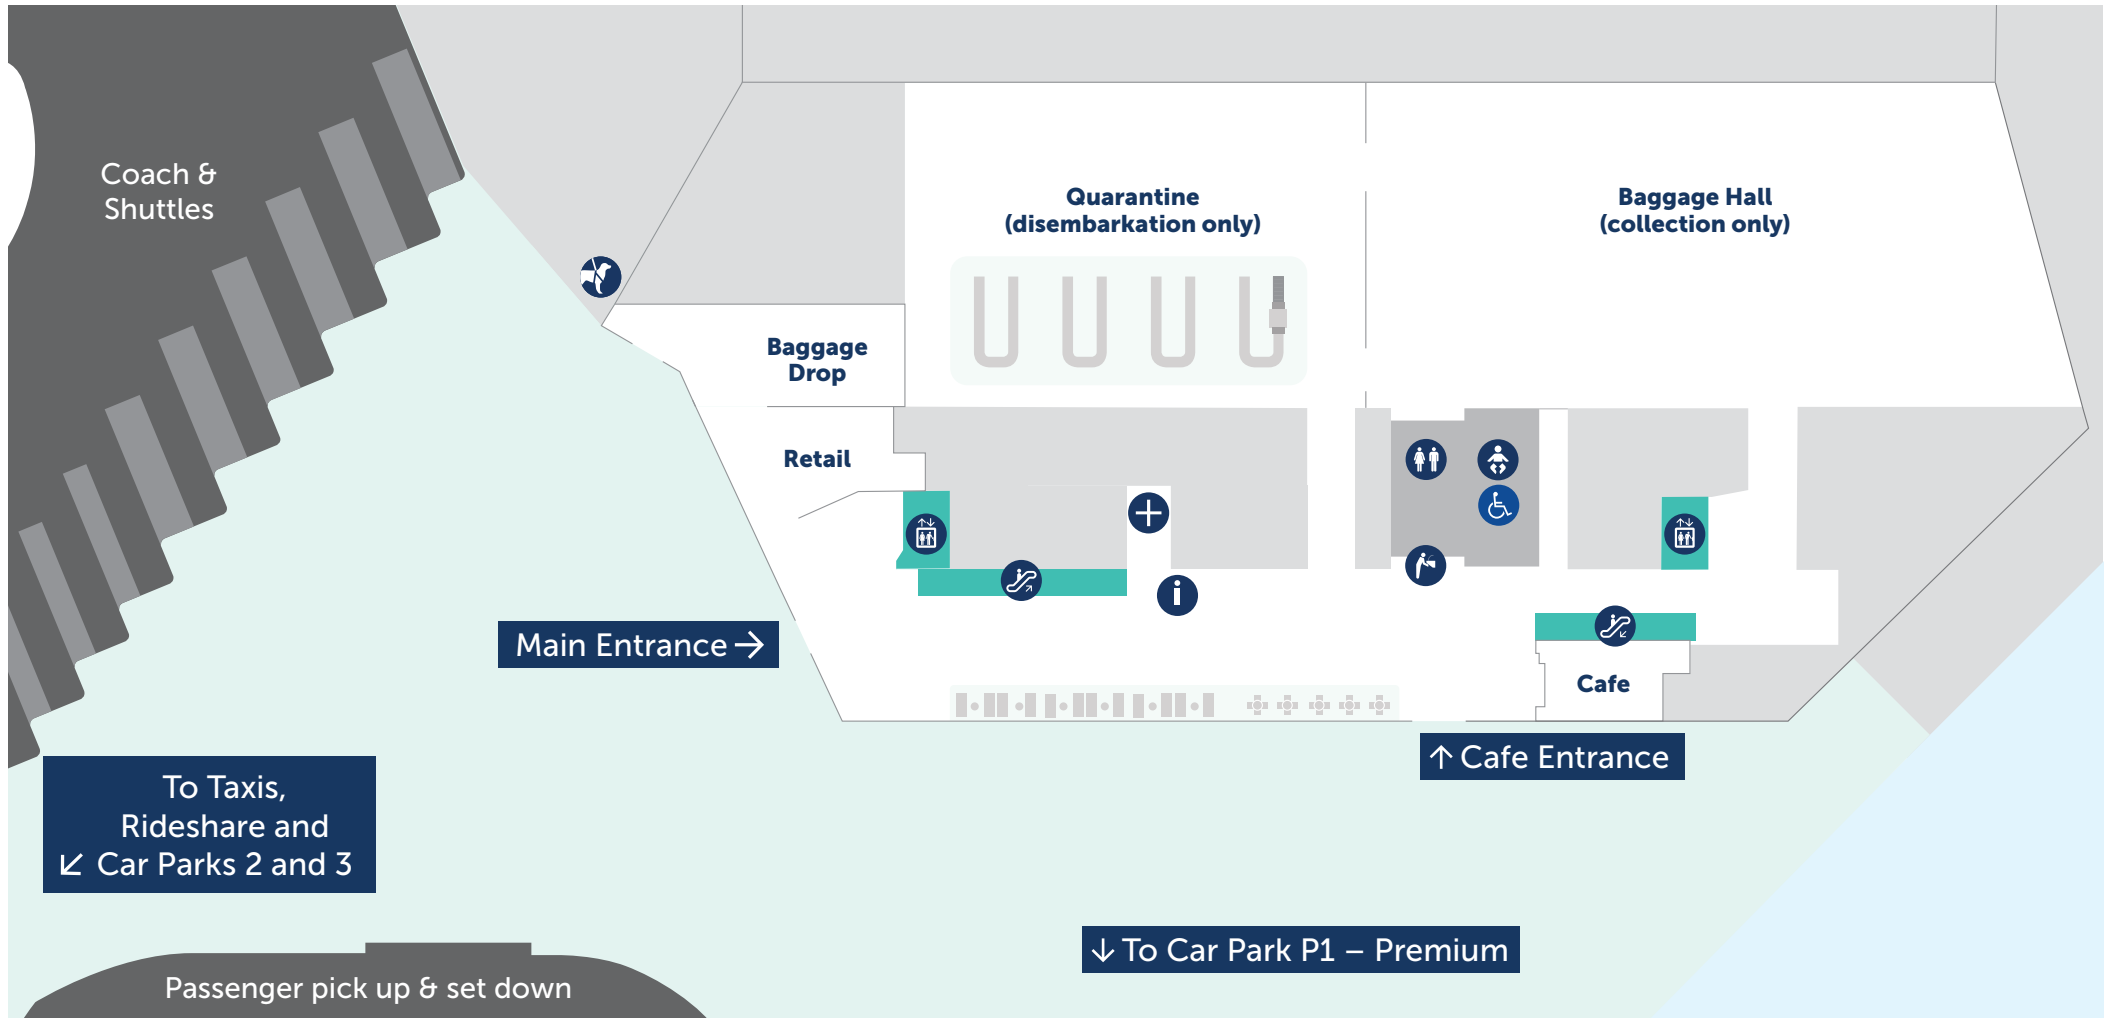 Coach &
Shuttles
Quarantine
(disembarkation only)
Baggage Hall
(collection only)
Baggage
Drop
Retail
i
Main Entrance →
Cafe
↑ Cafe Entrance
To Taxis,
Rideshare and
↙ Car Parks 2 and 3
↓ To Car Park P1 – Premium
Passenger pick up & set down